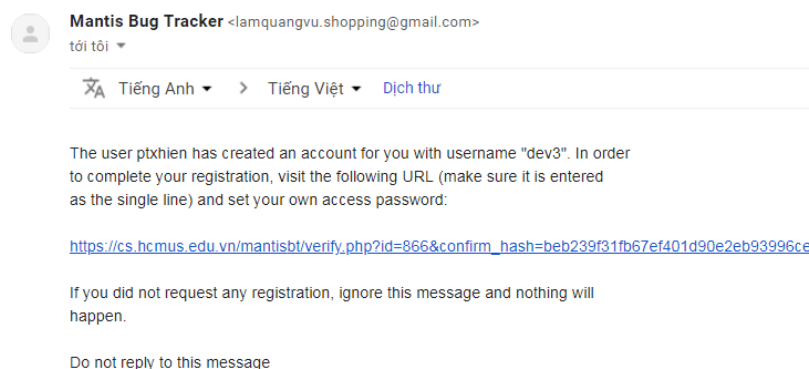 Mantis Bug Tracker <lamquangvu.shopping@gmail.com>
tới tôi
Tiếng Anh > Tiếng Việt Dịch thư
The user ptxhien has created an account for you with username "dev3". In order
to complete your registration, visit the following URL (make sure it is entered
as the single line) and set your own access password:
https://cs.hcmus.edu.vn/mantisbt/verify.php?id=866&confirm_hash=beb239f31fb67ef401d90e2eb93996ce
If you did not request any registration, ignore this message and nothing will
happen.
Do not reply to this message